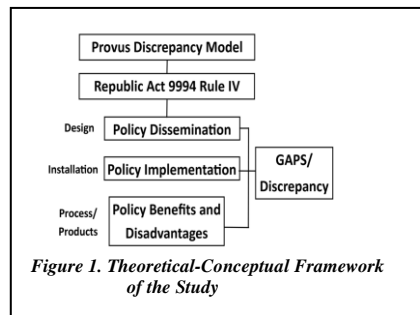 Provus Discrepancy Model
Republic Act 9994 Rule IV
Design
Policy Dissemination
Installation
Policy Implementation
GAPS/
Discrepancy
Process/
Products
Policy Benefits and
Disadvantages
Figure 1. Theoretical-Conceptual Framework
of the Study